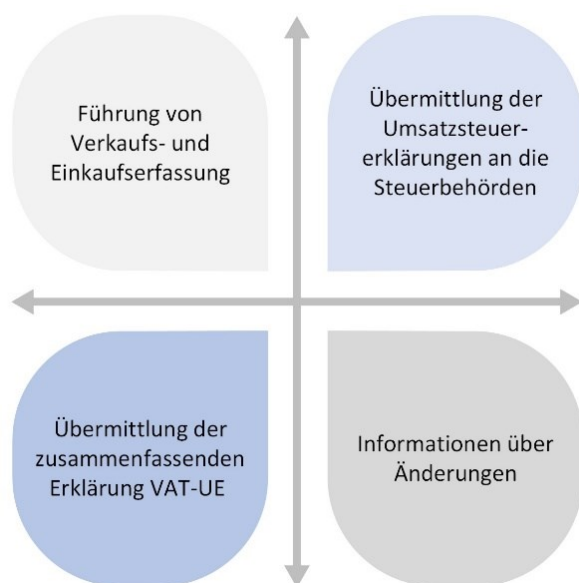 Führung von
Verkaufs- und
Einkaufserfassung
Übermittlung der
Umsatzsteuer-
erklärungen an die
Steuerbehörden
Übermittlung der
zusammenfassenden
Erklärung VAT-UE
Informationen über
Änderungen